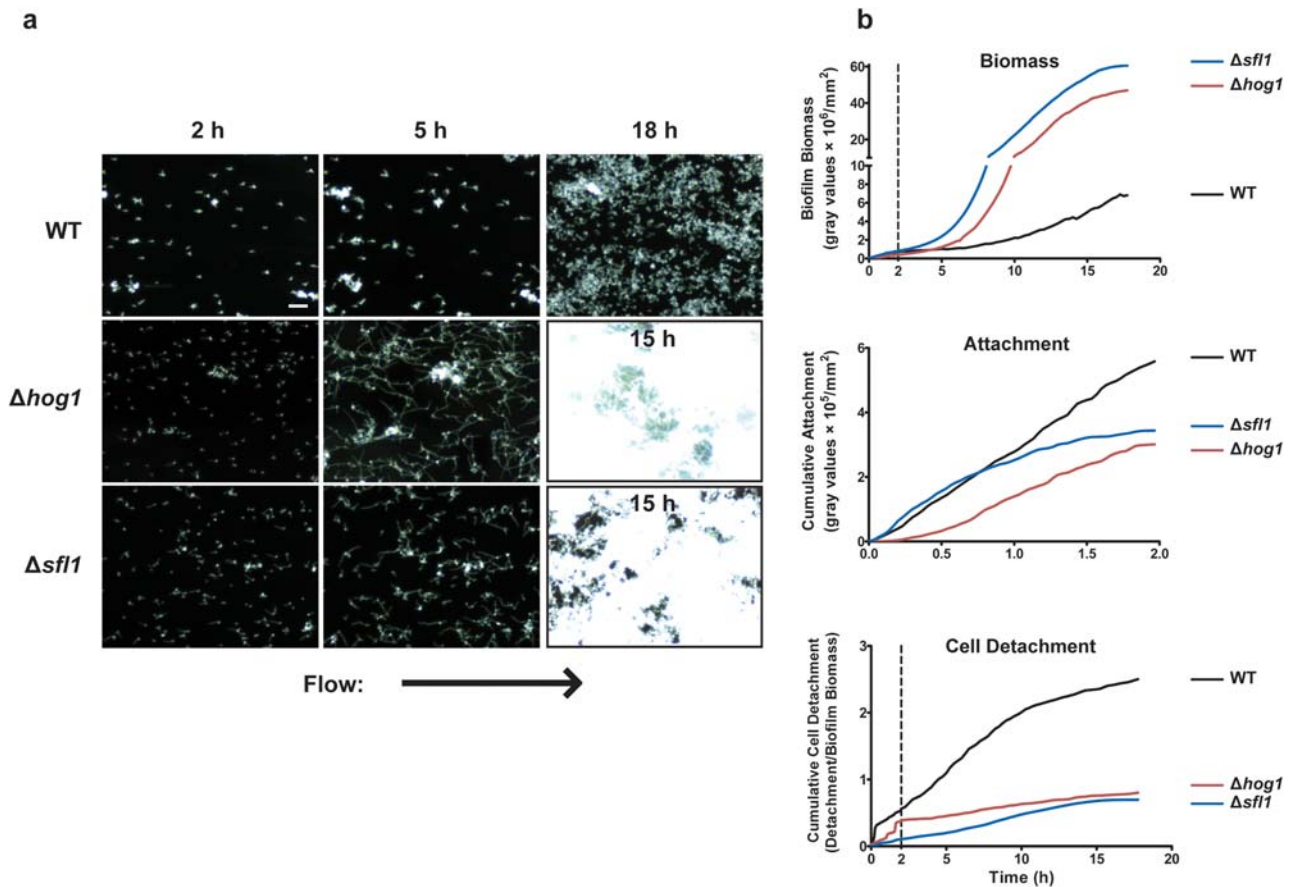 a
2 h
5 h
18 h
WT
Δhog1
15 h
Δsfl1
15 h
Flow:
b
Biomass
Biofilm Biomass
(gray values × 10⁶/mm²)
60
40
20
10
8
6
4
2
0
0
2
5
10
15
20
Δsfl1
Δhog1
WT
Attachment
Cumulative Attachment
(gray values × 10⁵/mm²)
6
4
2
0
0.0
0.5
1.0
1.5
2.0
WT
Δsfl1
Δhog1
Cell Detachment
Cumulative Cell Detachment
(Detachment/Biofilm Biomass)
3
2
1
0
0
2
5
10
15
20
Time (h)
WT
Δhog1
Δsfl1